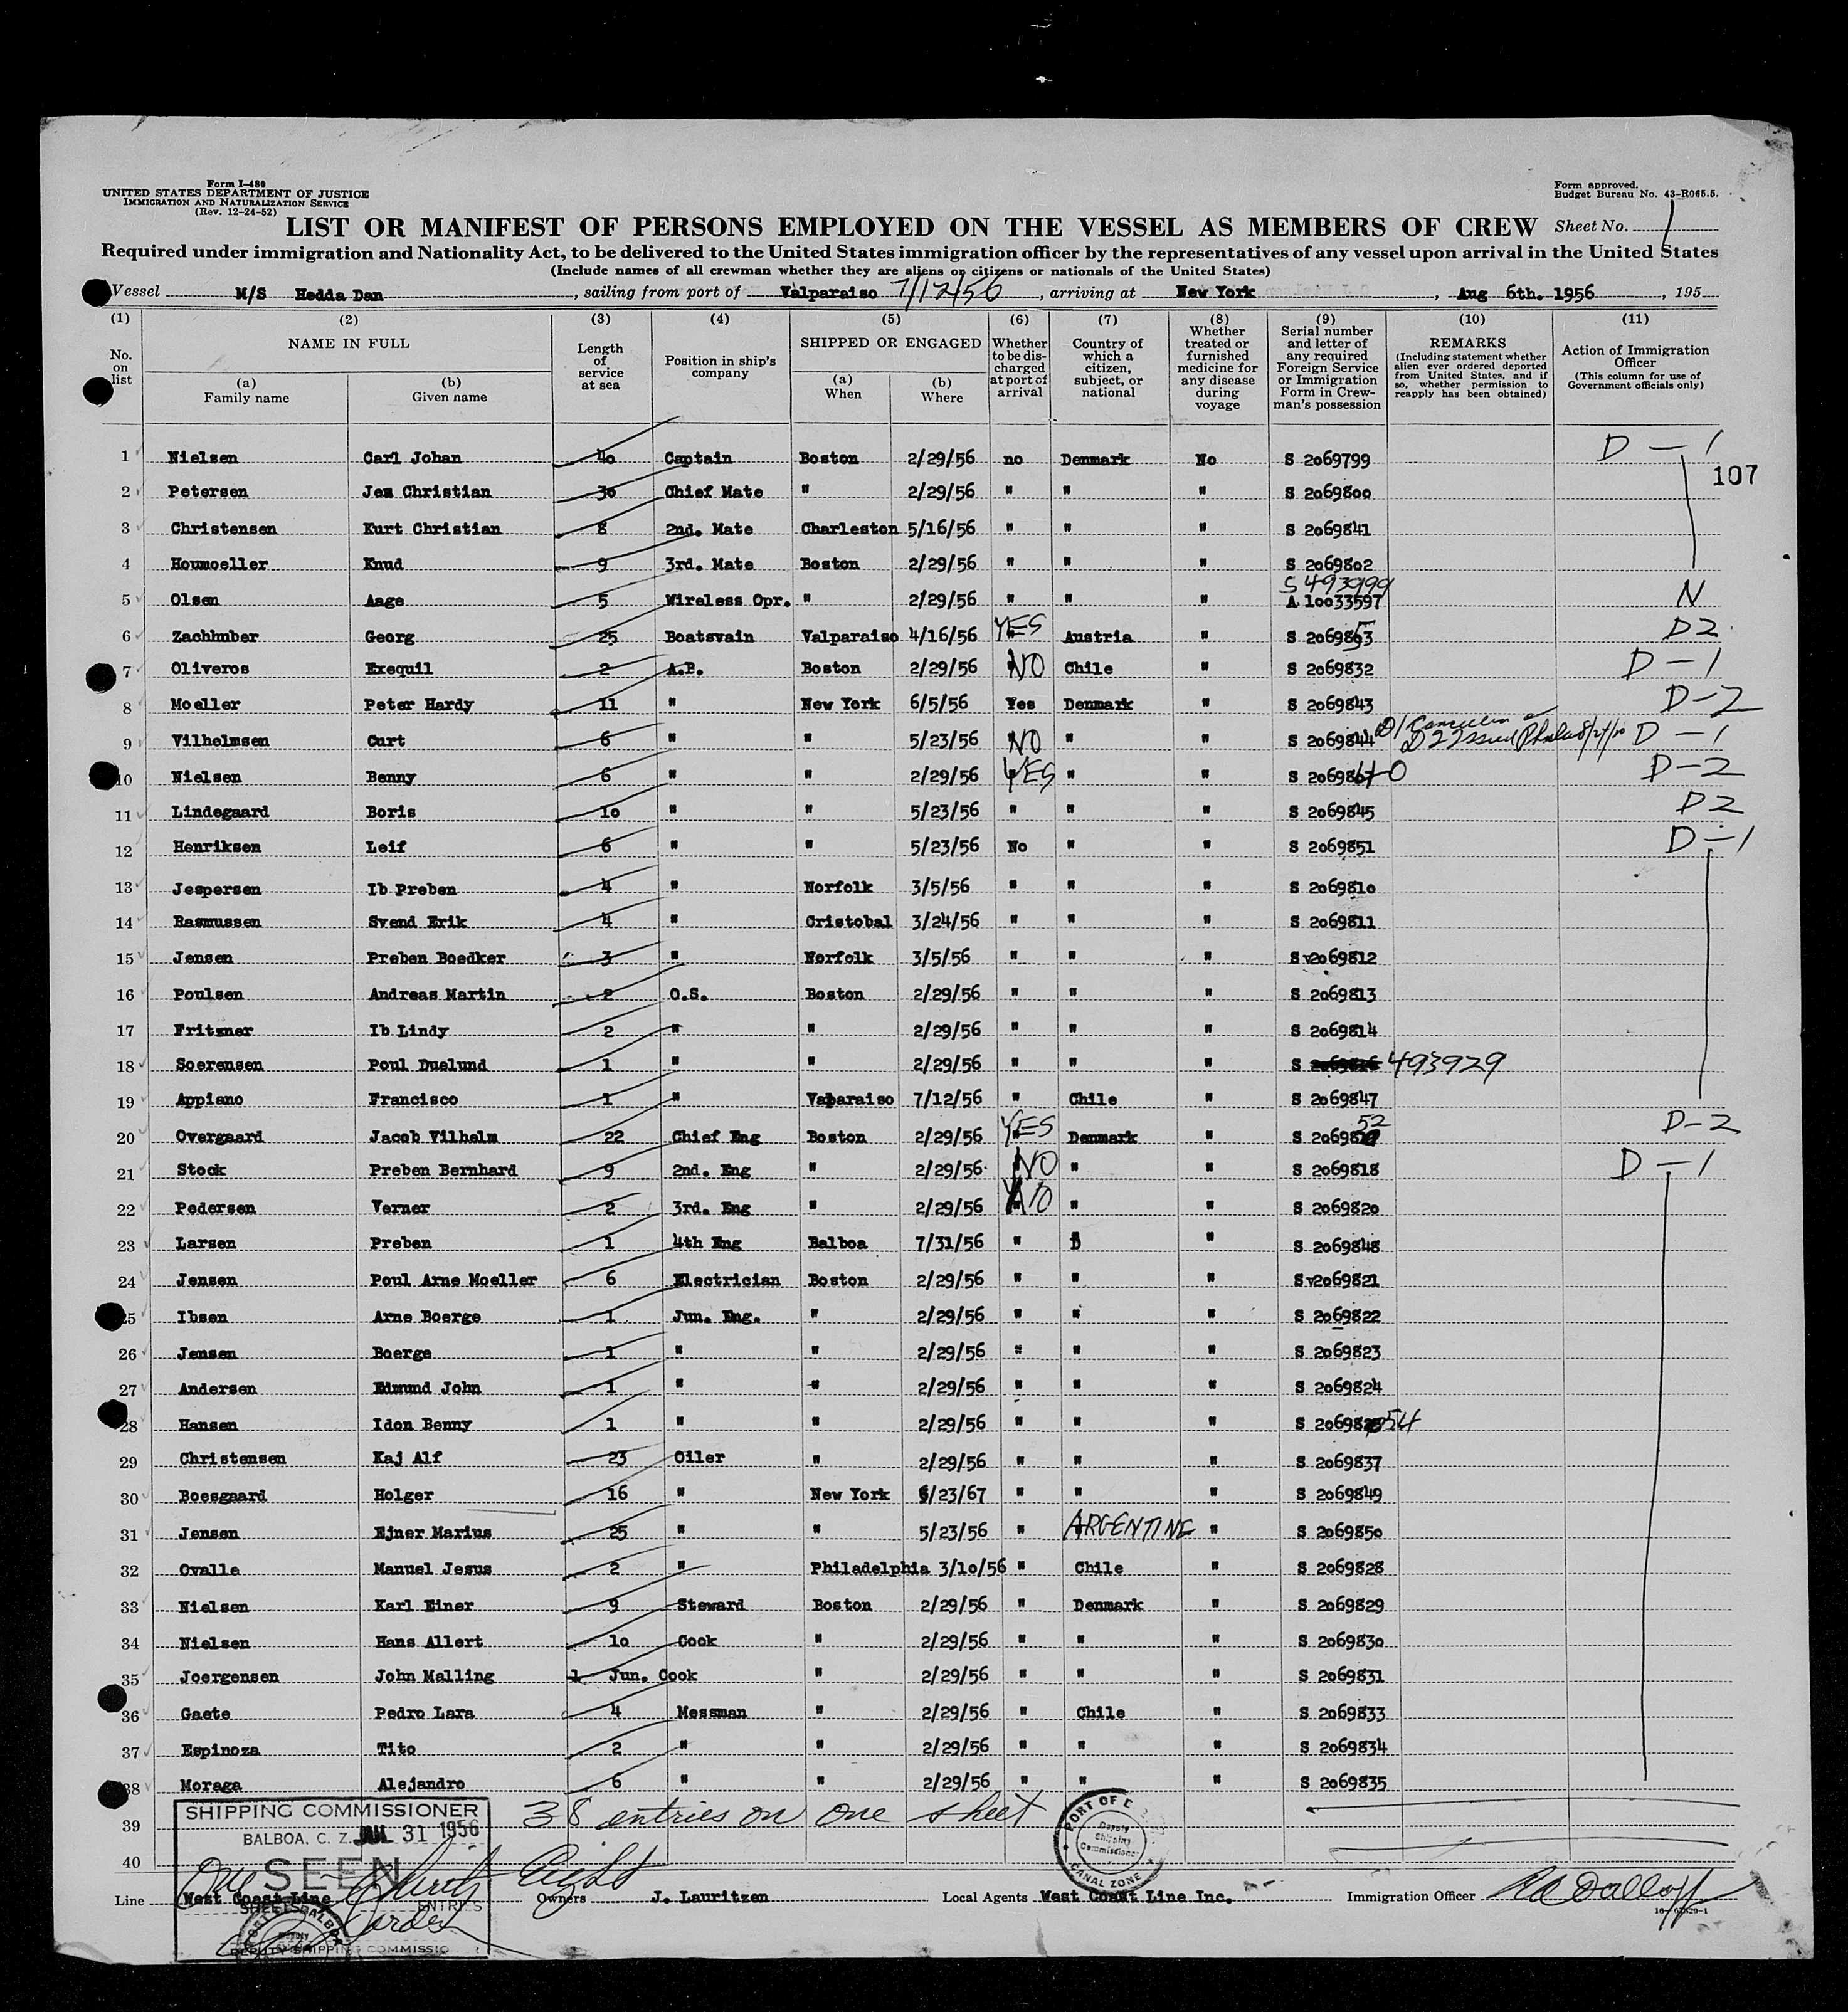 Form I-480
UNITED STATES DEPARTMENT OF JUSTICE
IMMIGRATION AND NATURALIZATION SERVICE
(Rev. 12-24-52)
Form approved.
Budget Bureau No. 43-R065.5.
LIST OR MANIFEST OF PERSONS EMPLOYED ON THE VESSEL AS MEMBERS OF CREW Sheet No. 1
Required under immigration and Nationality Act, to be delivered to the United States immigration officer by the representatives of any vessel upon arrival in the United States
(Include names of all crewman whether they are aliens or citizens or nationals of the United States)
Vessel M/S Hedda Dan, sailing from port of Valparaiso 7/12/56, arriving at New York, Aug 6th. 1956, 195
(1) No. on list
(2) NAME IN FULL (a) Family name (b) Given name
(3) Length of service at sea
(4) Position in ship's company
(5) SHIPPED OR ENGAGED (a) When (b) Where
(6) Whether to be discharged at port of arrival
(7) Country of which a citizen, subject, or national
(8) Whether treated or furnished medicine for any disease during voyage
(9) Serial number and letter of any required Foreign Service or Immigration Form in Crewman's possession
(10) REMARKS (Including statement whether alien ever ordered deported from United States, and if so, whether permission to reapply has been obtained)
(11) Action of Immigration Officer (This column for use of Government officials only)
1 Nielsen Carl Johan 40 Captain Boston 2/29/56 no Denmark No S 2069799 D-1
107
2 Petersen Jen Christian 30 Chief Mate " 2/29/56 " " " S 2069800
3 Christensen Kurt Christian 8 2nd. Mate Charleston 5/16/56 " " " S 2069841
4 Houmoeller Knud 9 3rd. Mate Boston 2/29/56 " " " S 2069802
S 493999
5 Olsen Aage 5 Wireless Opr. " 2/29/56 " " " A 10033597 N
6 Zachhuber Georg 25 Boatsvain Valparaiso 4/16/56 YES Austria " S 2069853 D2
7 Oliveros Exequil 2 A.B. Boston 2/29/56 NO Chile " S 2069832 D-1
8 Moeller Peter Hardy 11 " New York 6/5/56 Yes Denmark " S 2069843 D-2
9 Vilhelmsen Curt 6 " " 5/23/56 NO " " S 2069844 D2 Issued D-1
10 Nielsen Benny 6 " " 2/29/56 YES " " S 2069840 D-2
11 Lindegaard Boris 10 " " 5/23/56 " " " S 2069845 D2
12 Henriksen Leif 6 " " 5/23/56 No " " S 2069851 D-1
13 Jespersen Ib Preben 4 " Norfolk 3/5/56 " " " S 2069810
14 Rasmussen Svend Erik 4 " Cristobal 3/24/56 " " " S 2069811
15 Jensen Preben Boedker 3 " Norfolk 3/5/56 " " " S 2069812
16 Poulsen Andreas Martin 2 O.S. Boston 2/29/56 " " " S 2069813
17 Fritzner Ib Lindy 2 " " 2/29/56 " " " S 2069814
18 Soerensen Poul Duelund 1 " " 2/29/56 " " " S 493929
19 Appiano Francisco 1 " Vaparaiso 7/12/56 " Chile " S 2069847
20 Overgaard Jacob Vilhelm 22 Chief Eng Boston 2/29/56 YES Denmark " S 2069852 D-2
21 Stock Preben Bernhard 9 2nd. Eng " 2/29/56 NO " " S 2069818 D-1
22 Pedersen Verner 2 3rd. Eng " 2/29/56 NO " " S 2069820
23 Larsen Preben 1 4th Eng Balboa 7/31/56 " " " S 2069848
24 Jensen Poul Arne Moeller 6 Electrician Boston 2/29/56 " " " S 2069821
25 Ibsen Arne Boerge 1 Jun. Eng. " 2/29/56 " " " S 2069822
26 Jensen Boerge 1 " " 2/29/56 " " " S 2069823
27 Andersen Edmund John 1 " " 2/29/56 " " " S 2069824
28 Hansen Idon Benny 1 " " 2/29/56 " " " S 2069854
29 Christensen Kaj Alf 23 Oiler " 2/29/56 " " " S 2069837
30 Boesgaard Holger 16 " New York 5/23/67 " " " S 2069849
31 Jensen Ejner Marius 25 " " 5/23/56 " ARGENTINE " S 2069850
32 Ovalle Manuel Jesus 2 " Philadelphia 3/10/56 " Chile " S 2069828
33 Nielsen Karl Einer 9 Steward Boston 2/29/56 " Denmark " S 2069829
34 Nielsen Hans Allert 10 Cook " 2/29/56 " " " S 2069830
35 Joergensen John Malling 1 Jun. Cook " 2/29/56 " " " S 2069831
36 Gaete Pedro Lara 4 Messman " 2/29/56 " Chile " S 2069833
37 Espinoza Tito 2 " " 2/29/56 " " " S 2069834
38 Moraga Alejandro 6 " " 2/29/56 " " " S 2069835
SHIPPING COMMISSIONER
39 38 entries on one sheet
BALBOA, C. Z. JUL 31 1956
PORT OF
Deputy Shipping Commissioner
CANAL ZONE
40 SEEN
One Thirty Eight
SHEETS ENTRIES
Line West Coast Line Owners J. Lauritzen Local Agents West Coast Line Inc. Immigration Officer
PORT BALBOA
DEPUTY SHIPPING COMMISSIO